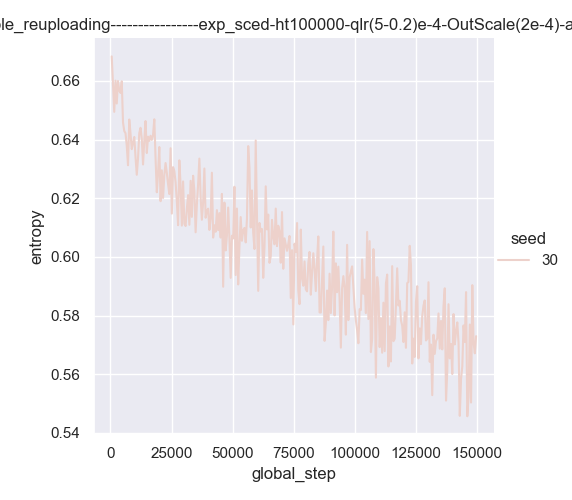 ole_reuploading----------------exp_sced-ht100000-qlr(5-0.2)e-4-OutScale(2e-4)-a
0.66
0.64
0.62
0.60
0.58
0.56
0.54
entropy
0 25000 50000 75000 100000 125000 150000
global_step
seed
30